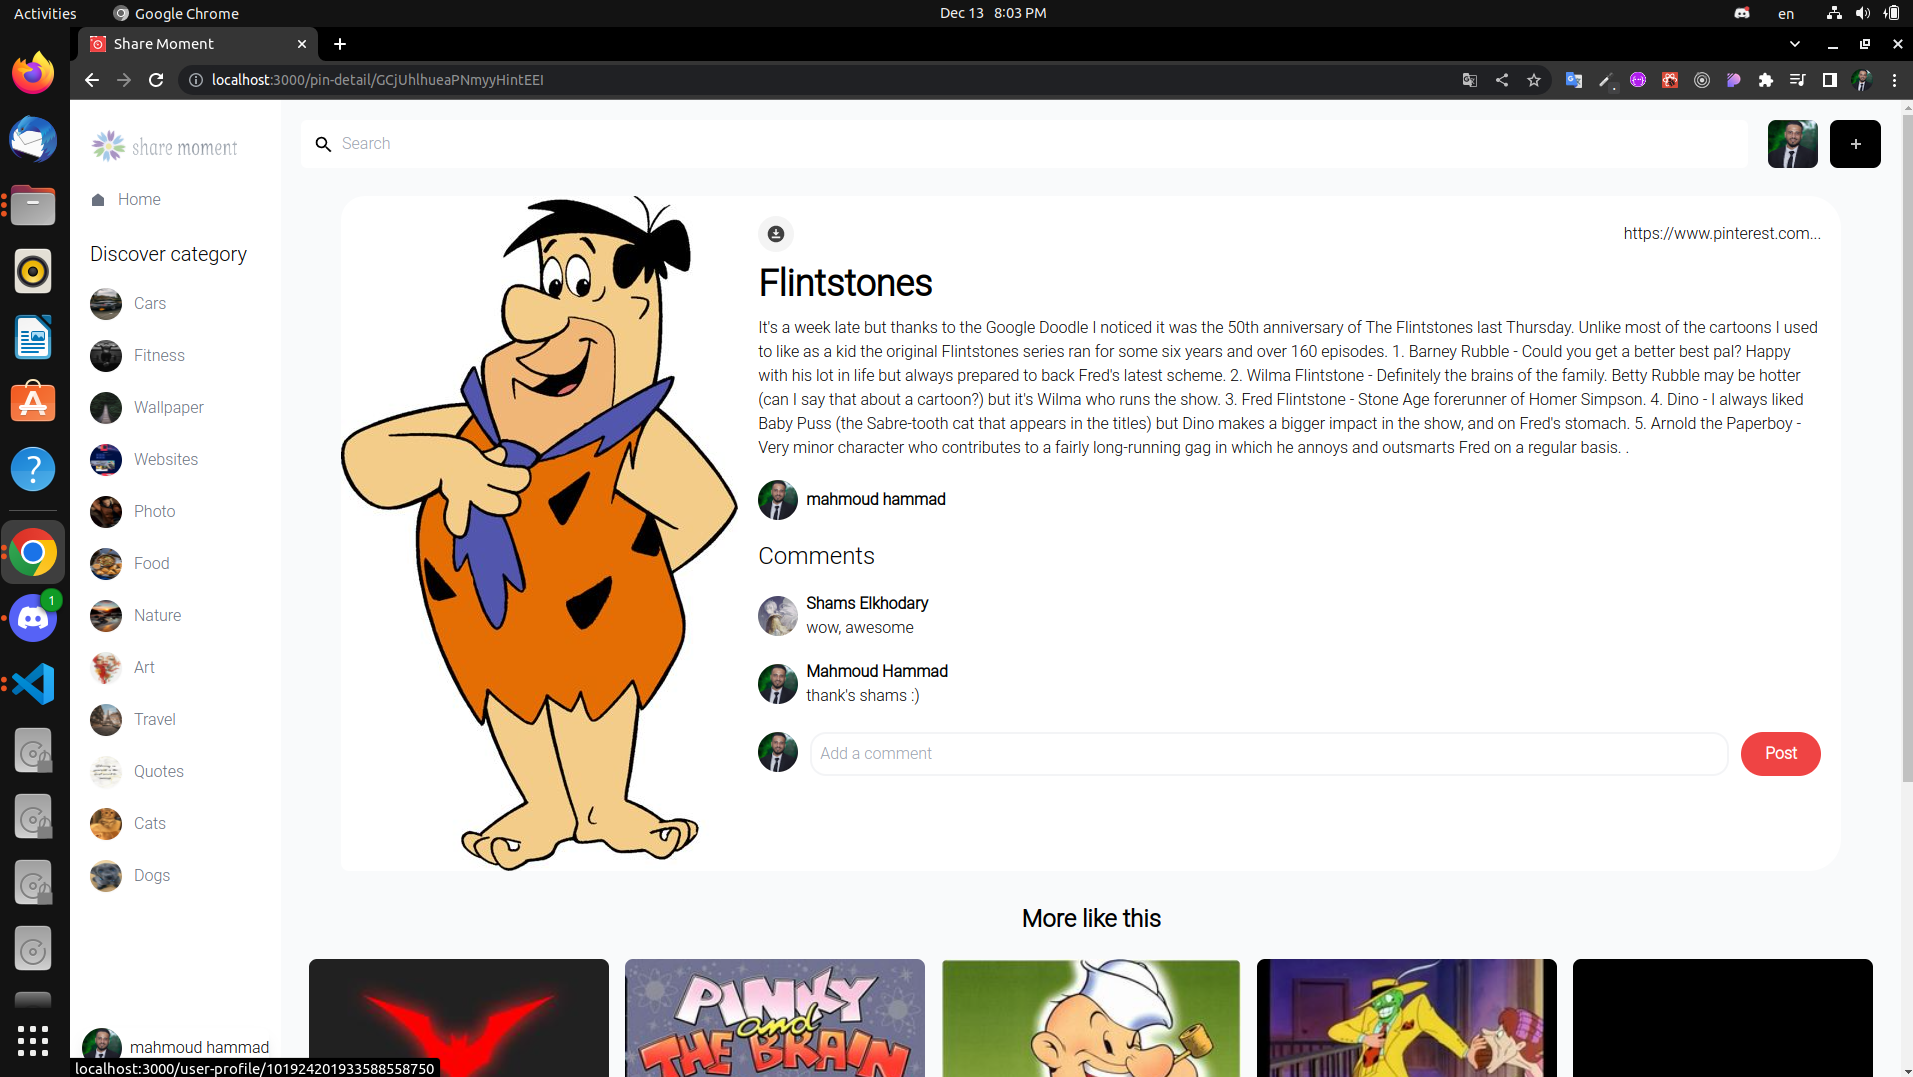 Activities
Google Chrome
Dec 13 8:03 PM
en
Share Moment
localhost:3000/pin-detail/GCjUhlhueaPNmyyHintEEI
share moment
Search
+
Home
Discover category
Cars
Fitness
Wallpaper
Websites
Photo
Food
Nature
Art
Travel
Quotes
Cats
Dogs
mahmoud hammad
https://www.pinterest.com...
Flintstones
It's a week late but thanks to the Google Doodle I noticed it was the 50th anniversary of The Flintstones last Thursday. Unlike most of the cartoons I used
to like as a kid the original Flintstones series ran for some six years and over 160 episodes. 1. Barney Rubble - Could you get a better best pal? Happy
with his lot in life but always prepared to back Fred's latest scheme. 2. Wilma Flintstone - Definitely the brains of the family. Betty Rubble may be hotter
(can I say that about a cartoon?) but it's Wilma who runs the show. 3. Fred Flintstone - Stone Age forerunner of Homer Simpson. 4. Dino - I always liked
Baby Puss (the Sabre-tooth cat that appears in the titles) but Dino makes a bigger impact in the show, and on Fred's stomach. 5. Arnold the Paperboy -
Very minor character who contributes to a fairly long-running gag in which he annoys and outsmarts Fred on a regular basis. .
mahmoud hammad
Comments
Shams Elkhodary
wow, awesome
Mahmoud Hammad
thank's shams :)
Add a comment
Post
More like this
PINKY
and
THE BRAIN
1
localhost:3000/user-profile/101924201933588558750